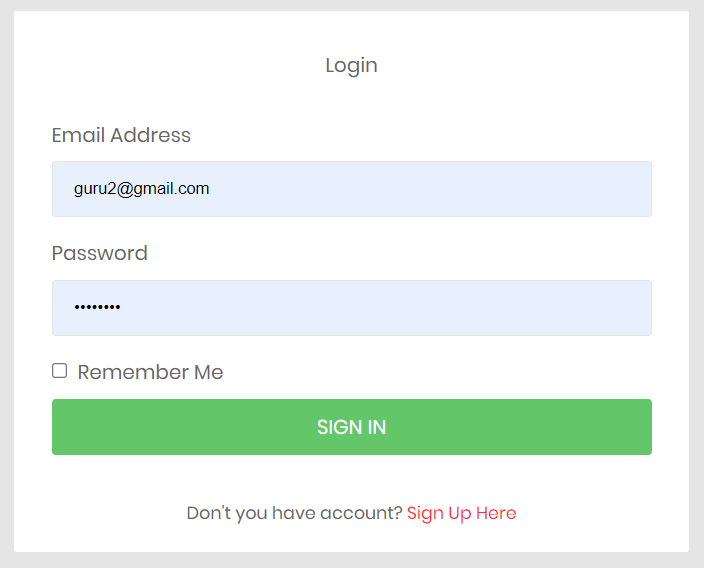 Login
Email Address
guru2@gmail.com
Password
••••••••
Remember Me
SIGN IN
Don't you have account? Sign Up Here